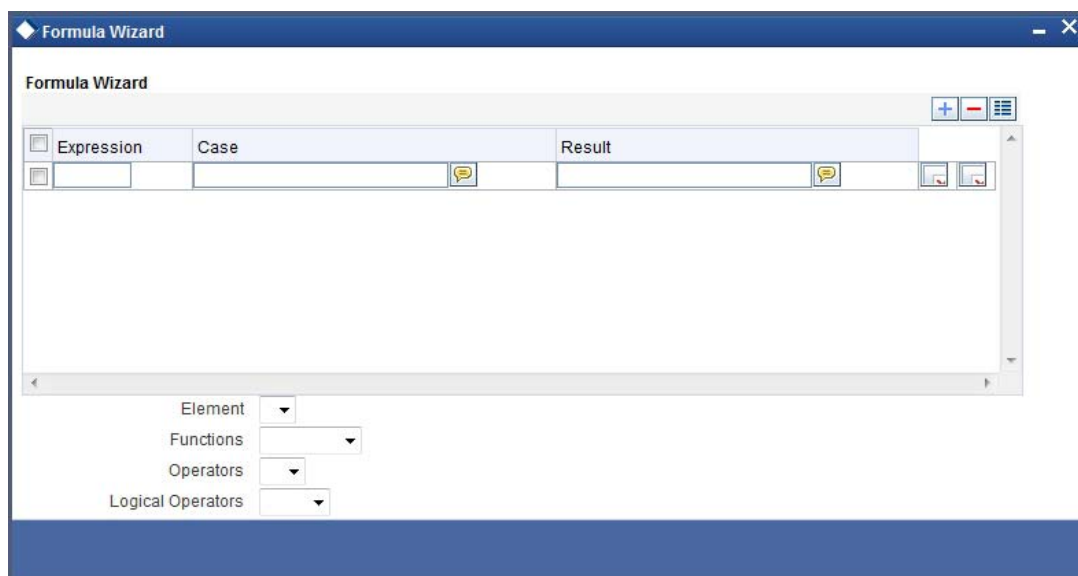 Formula Wizard
Formula Wizard
Expression Case Result
Element
Functions
Operators
Logical Operators